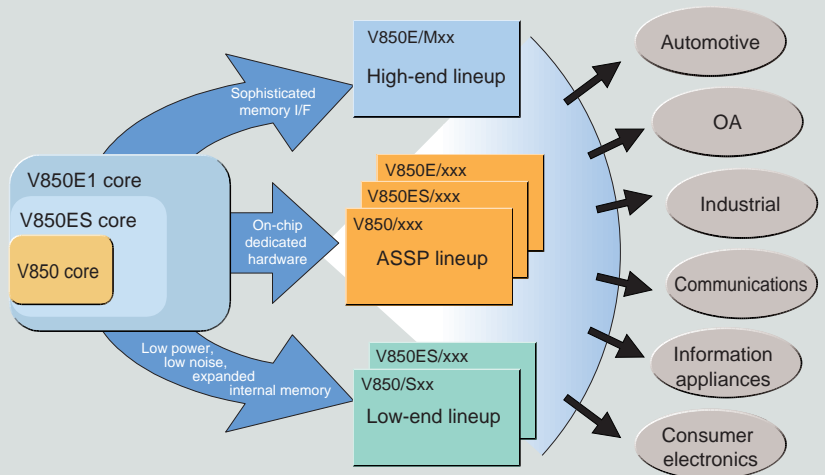 V850E1 core
V850ES core
V850 core
Sophisticated
memory I/F
On-chip
dedicated
hardware
Low power,
low noise,
expanded
internal memory
V850E/Mxx
High-end lineup
V850E/xxx
V850ES/xxx
V850/xxx
ASSP lineup
V850ES/xxx
V850/Sxx
Low-end lineup
Automotive
OA
Industrial
Communications
Information
appliances
Consumer
electronics